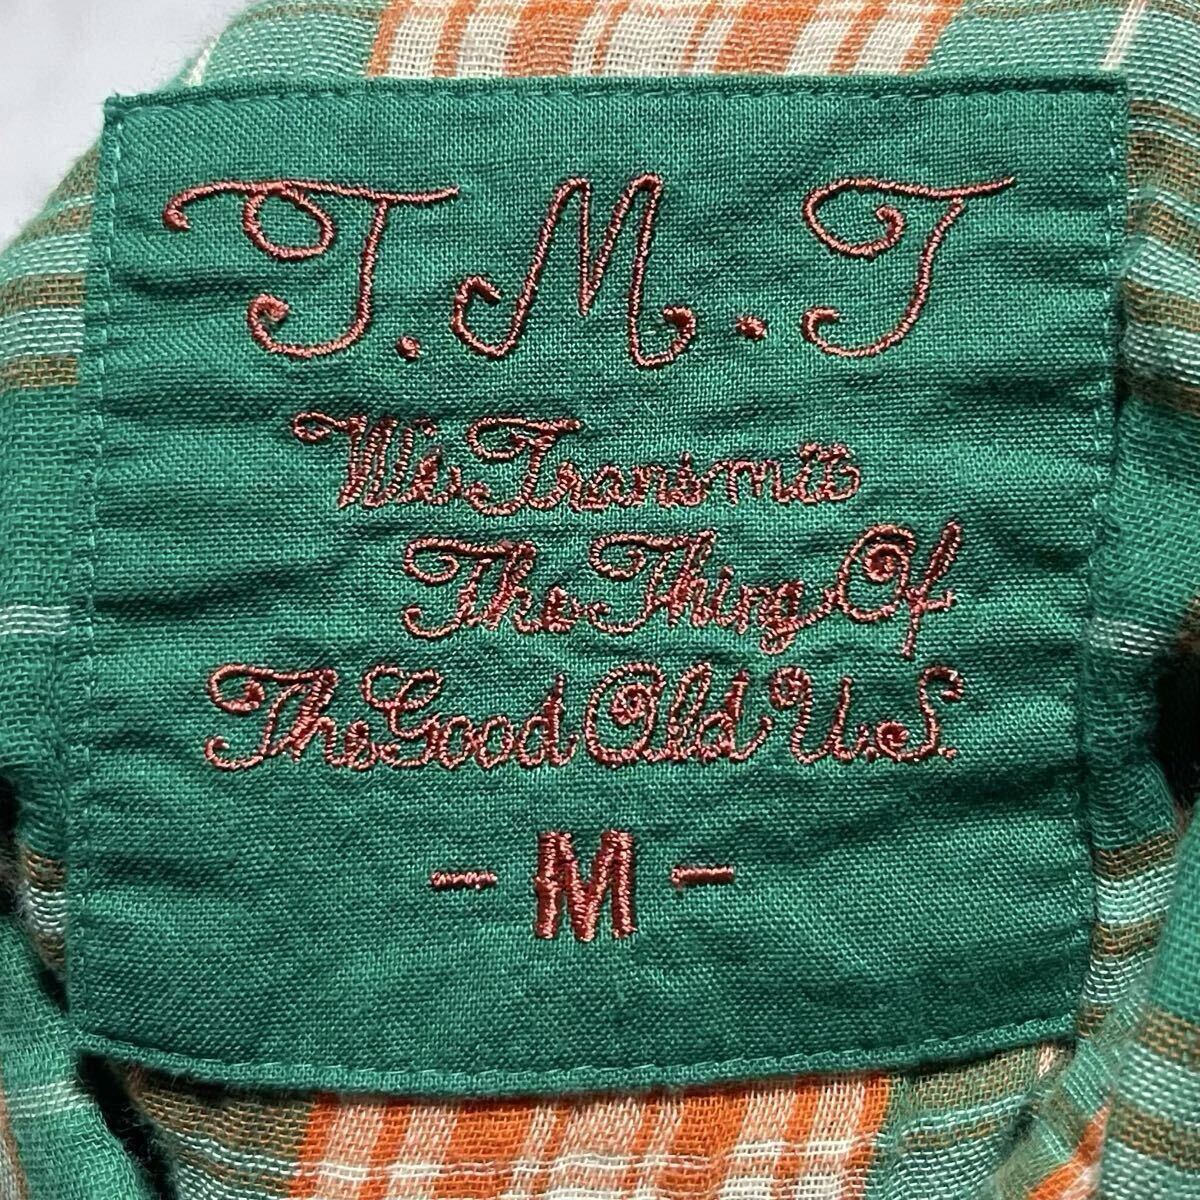 T.M.T
We Transmit
The Thing Of
The Good Old U.S.
- M -